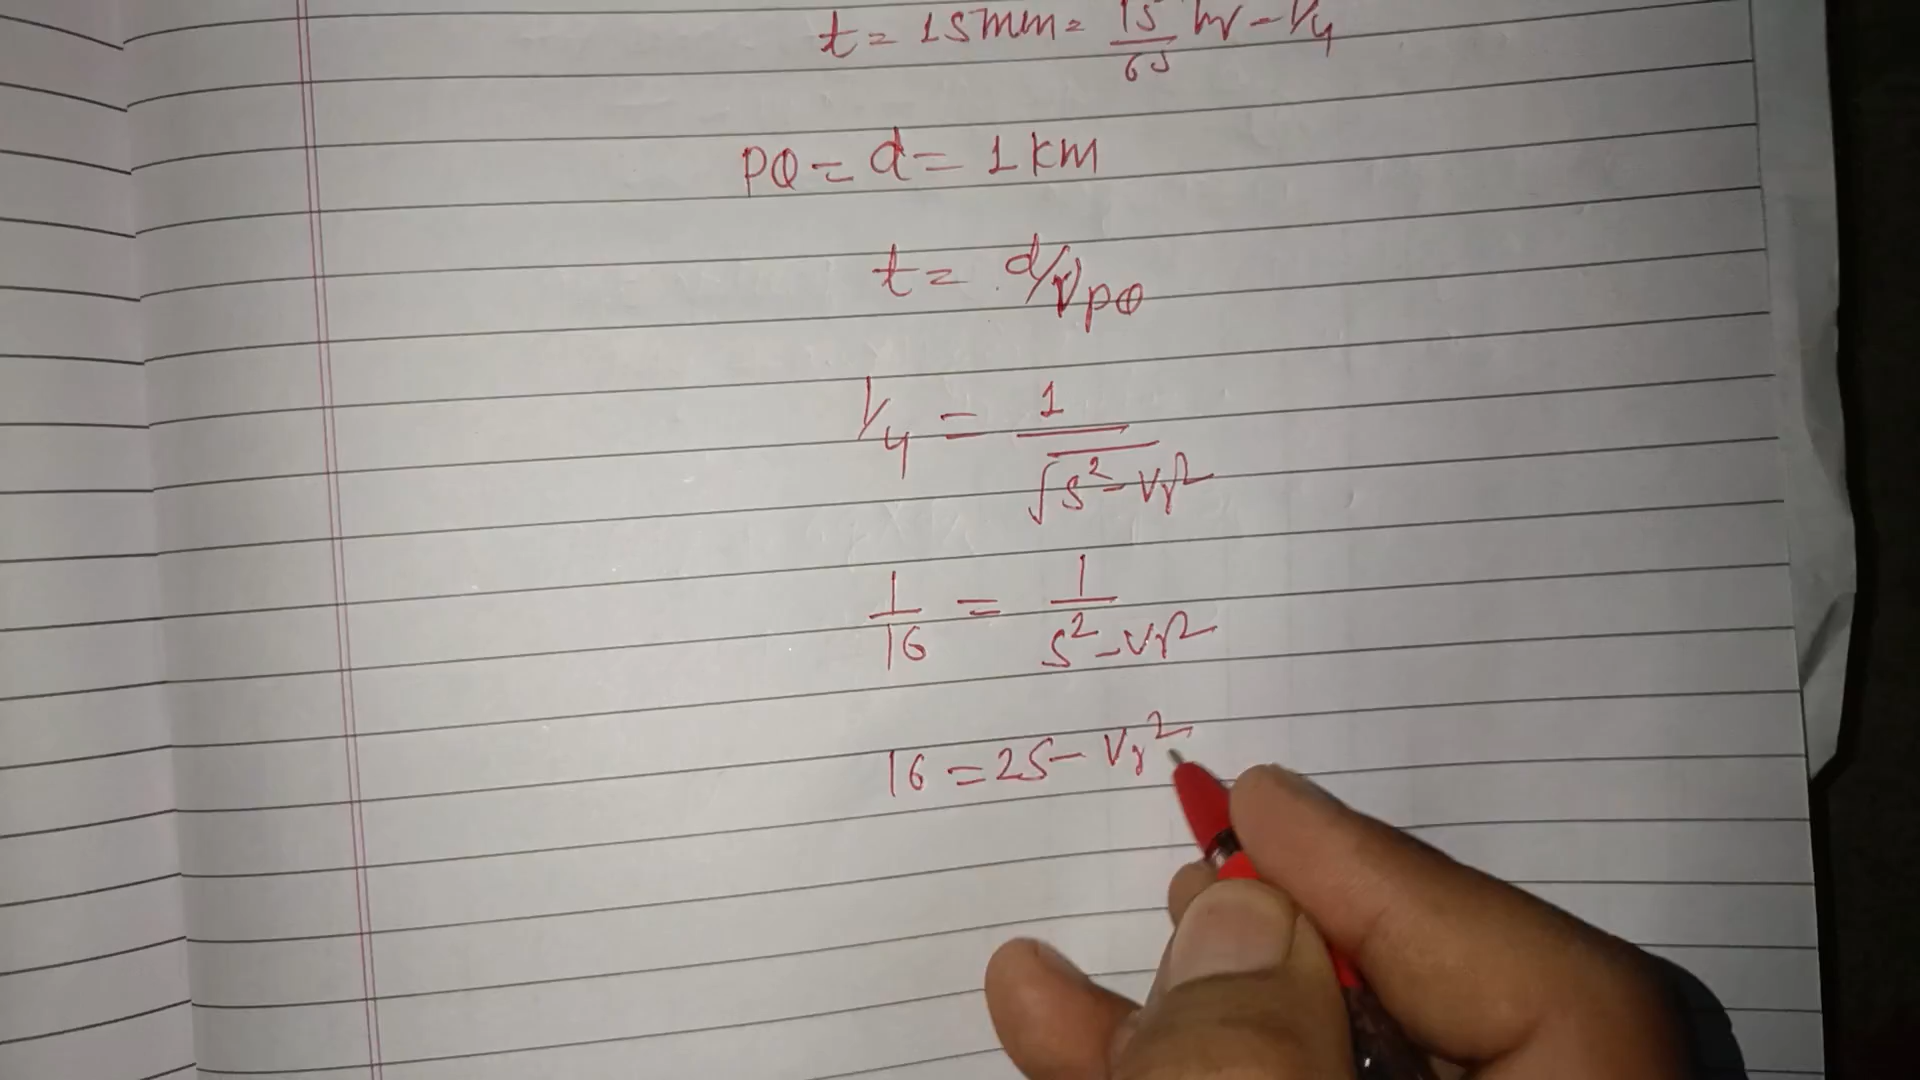 t = 15 min = 15/60 hr - 1/4
PQ = d = 1 km
t = d/VPQ
1/4 = 1/√5² - Vr²
1/16 = 1/5² - Vr²
16 = 25 - Vr²